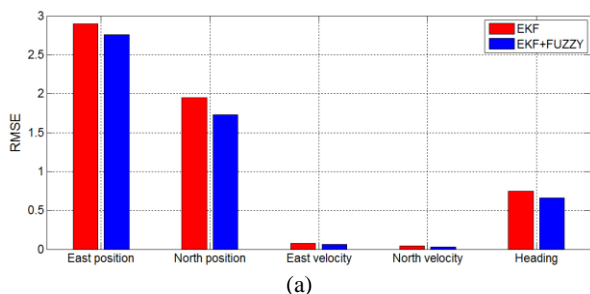 3
2.5
2
1.5
1
0.5
0
RMSE
EKF
EKF+FUZZY
East position North position East velocity North velocity Heading
(a)